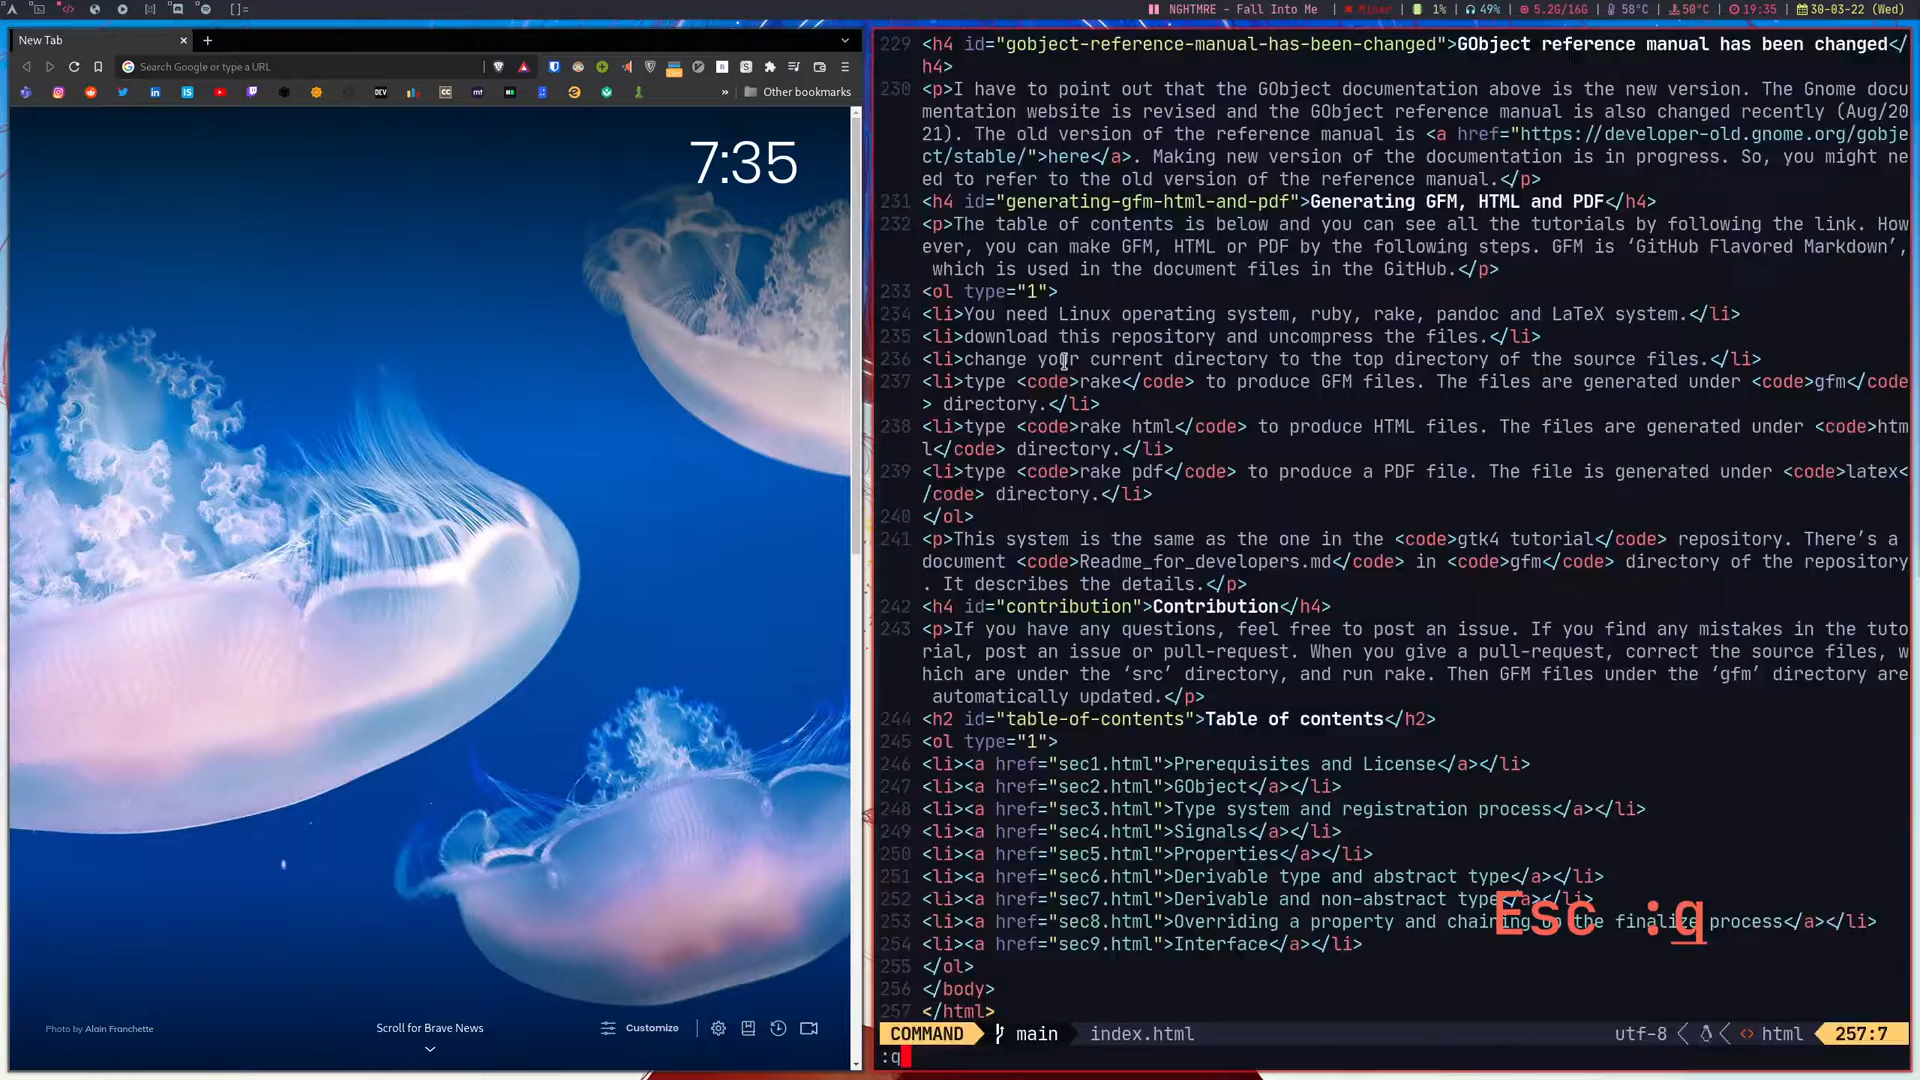 []=
NGHTMRE - Fall Into Me | × Miner | 1% | 49% | 5.2G/16G | 58°C | 50°C | 19:35 | 30-03-22 (Wed)
New Tab
Search Google or type a URL
DEV
Other bookmarks
7:35
Photo by Alain Franchette
Scroll for Brave News
Customize
229 <h4 id="gobject-reference-manual-has-been-changed">GObject reference manual has been changed</
h4>
230 <p>I have to point out that the GObject documentation above is the new version. The Gnome docu
mentation website is revised and the GObject reference manual is also changed recently (Aug/20
21). The old version of the reference manual is <a href="https://developer-old.gnome.org/gobje
ct/stable/">here</a>. Making new version of the documentation is in progress. So, you might ne
ed to refer to the old version of the reference manual.</p>
231 <h4 id="generating-gfm-html-and-pdf">Generating GFM, HTML and PDF</h4>
232 <p>The table of contents is below and you can see all the tutorials by following the link. How
ever, you can make GFM, HTML or PDF by the following steps. GFM is ‘GitHub Flavored Markdown’,
which is used in the document files in the GitHub.</p>
233 <ol type="1">
234 <li>You need Linux operating system, ruby, rake, pandoc and LaTeX system.</li>
235 <li>download this repository and uncompress the files.</li>
236 <li>change your current directory to the top directory of the source files.</li>
237 <li>type <code>rake</code> to produce GFM files. The files are generated under <code>gfm</code
> directory.</li>
238 <li>type <code>rake html</code> to produce HTML files. The files are generated under <code>htm
l</code> directory.</li>
239 <li>type <code>rake pdf</code> to produce a PDF file. The file is generated under <code>latex<
/code> directory.</li>
240 </ol>
241 <p>This system is the same as the one in the <code>gtk4 tutorial</code> repository. There’s a
document <code>Readme_for_developers.md</code> in <code>gfm</code> directory of the repository
. It describes the details.</p>
242 <h4 id="contribution">Contribution</h4>
243 <p>If you have any questions, feel free to post an issue. If you find any mistakes in the tuto
rial, post an issue or pull-request. When you give a pull-request, correct the source files, w
hich are under the ‘src’ directory, and run rake. Then GFM files under the ‘gfm’ directory are
automatically updated.</p>
244 <h2 id="table-of-contents">Table of contents</h2>
245 <ol type="1">
246 <li><a href="sec1.html">Prerequisites and License</a></li>
247 <li><a href="sec2.html">GObject</a></li>
248 <li><a href="sec3.html">Type system and registration process</a></li>
249 <li><a href="sec4.html">Signals</a></li>
250 <li><a href="sec5.html">Properties</a></li>
251 <li><a href="sec6.html">Derivable type and abstract type</a></li>
252 <li><a href="sec7.html">Derivable and non-abstract type</a></li>
253 <li><a href="sec8.html">Overriding a property and chaining up the finalize process</a></li>
254 <li><a href="sec9.html">Interface</a></li>
255 </ol>
256 </body>
257 </html>
Esc :q
COMMAND main index.html utf-8 html 257:7
:q